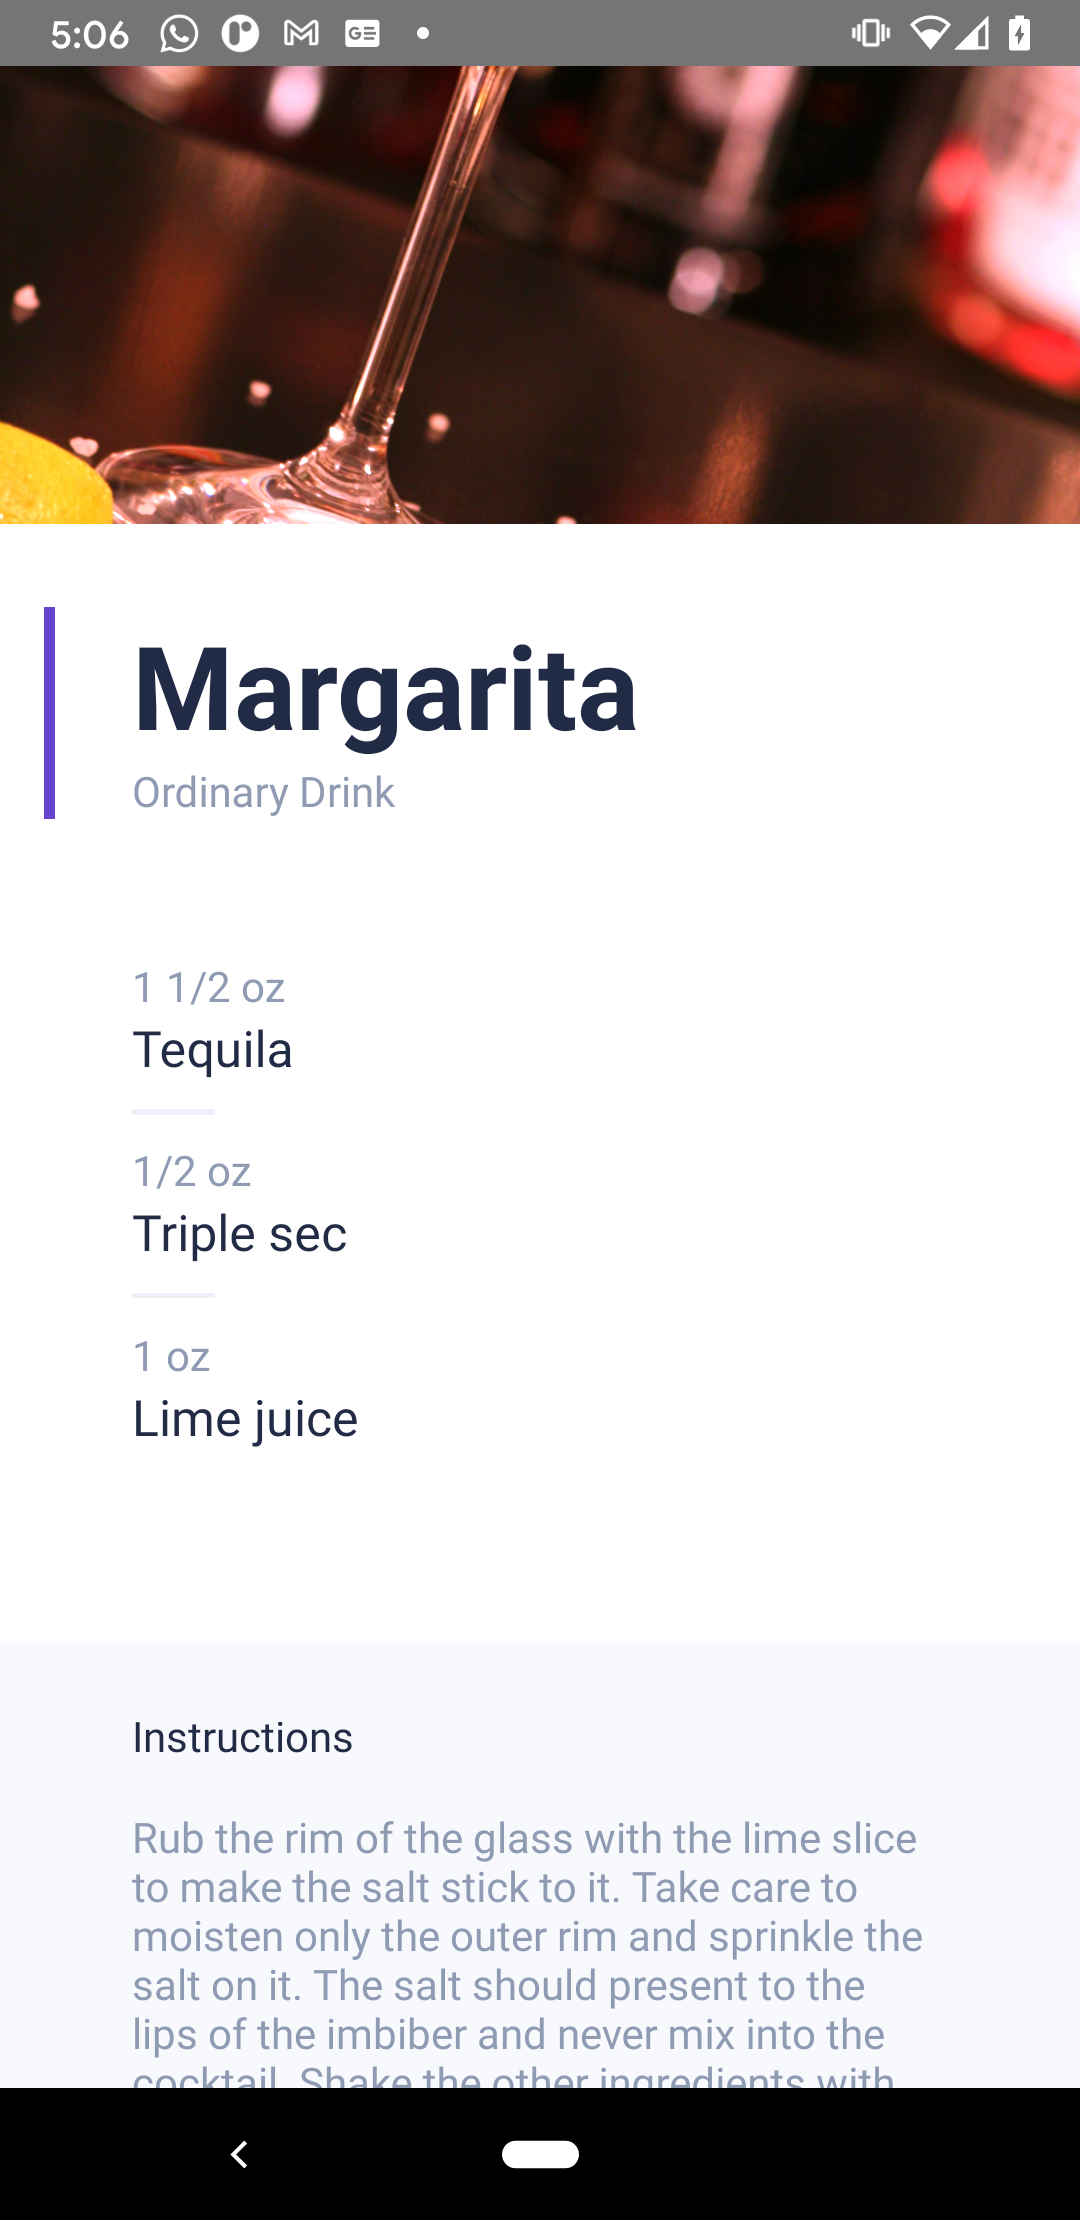 5:06
GE
Margarita
Ordinary Drink
1 1/2 oz
Tequila
1/2 oz
Triple sec
1 oz
Lime juice
Instructions
Rub the rim of the glass with the lime slice
to make the salt stick to it. Take care to
moisten only the outer rim and sprinkle the
salt on it. The salt should present to the
lips of the imbiber and never mix into the
cocktail. Shake the other ingredients with